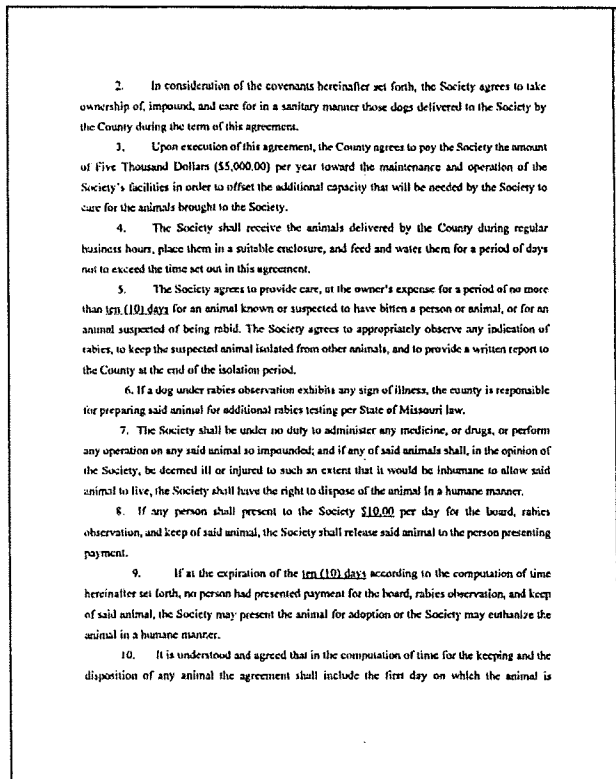 2. In consideration of the covenants hereinafter set forth, the Society agrees to take
ownership of, impound, and care for in a sanitary manner those dogs delivered to the Society by
the County during the term of this agreement.
3. Upon execution of this agreement, the County agrees to pay the Society the amount
of Five Thousand Dollars ($5,000.00) per year toward the maintenance and operation of the
Society's facilities in order to offset the additional capacity that will be needed by the Society to
care for the animals brought to the Society.
4. The Society shall receive the animals delivered by the County during regular
business hours, place them in a suitable enclosure, and feed and water them for a period of days
not to exceed the time set out in this agreement.
5. The Society agrees to provide care, at the owner's expense for a period of no more
than ten (10) days for an animal known or suspected to have bitten a person or animal, or for an
animal suspected of being rabid. The Society agrees to appropriately observe any indication of
rabies, to keep the suspected animal isolated from other animals, and to provide a written report to
the County at the end of the isolation period.
6. If a dog under rabies observation exhibits any sign of illness, the county is responsible
for preparing said animal for additional rabies testing per State of Missouri law.
7. The Society shall be under no duty to administer any medicine, or drugs, or perform
any operation on any said animal so impounded; and if any of said animals shall, in the opinion of
the Society, be deemed ill or injured to such an extent that it would be inhumane to allow said
animal to live, the Society shall have the right to dispose of the animal in a humane manner.
8. If any person shall present to the Society $10.00 per day for the board, rabies
observation, and keep of said animal, the Society shall release said animal to the person presenting
payment.
9. If at the expiration of the ten (10) days according to the computation of time
hereinafter set forth, no person had presented payment for the board, rabies observation, and keep
of said animal, the Society may present the animal for adoption or the Society may euthanize the
animal in a humane manner.
10. It is understood and agreed that in the computation of time for the keeping and the
disposition of any animal the agreement shall include the first day on which the animal is